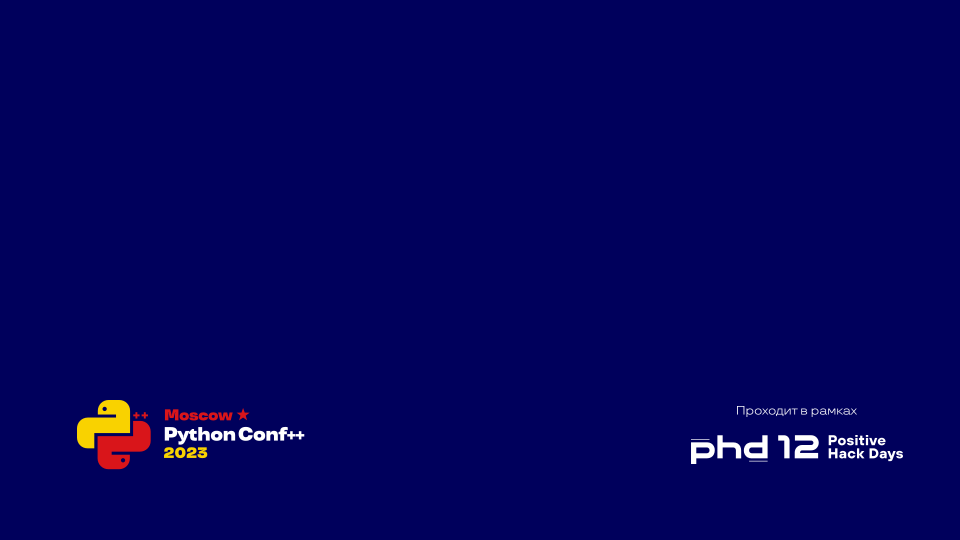 ++
Moscow ★
Python Conf++
2023
Проходит в рамках
phd 12
Positive
Hack Days